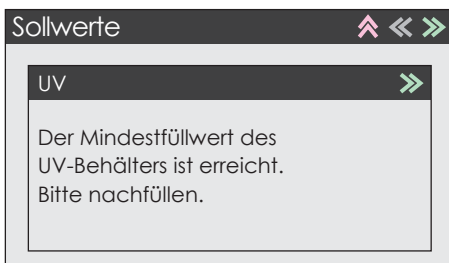 Sollwerte
UV
Der Mindestfüllwert des
UV-Behälters ist erreicht.
Bitte nachfüllen.